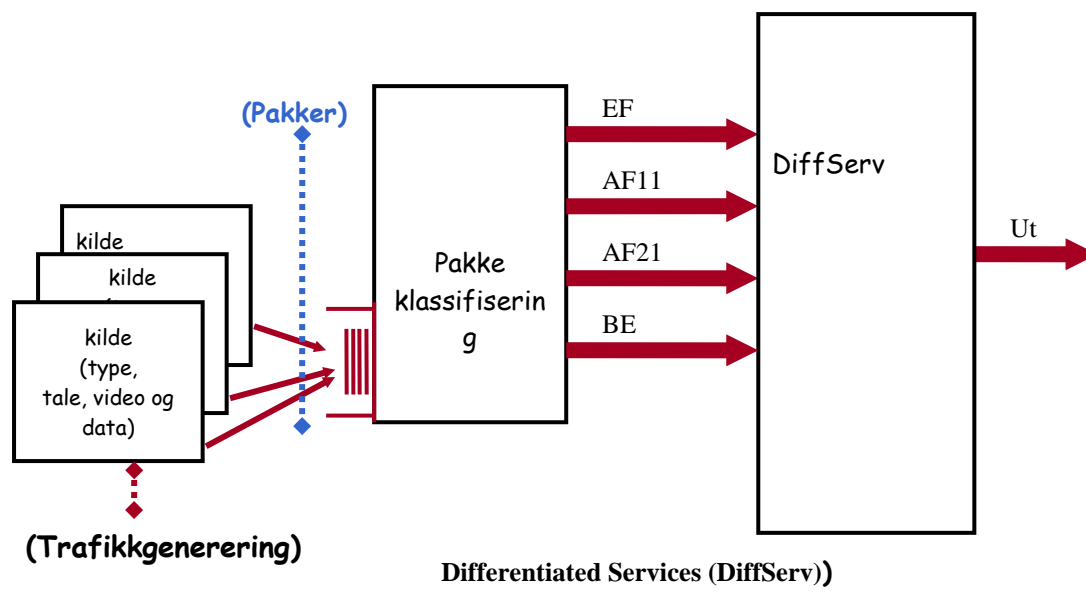 (Pakker)
EF
DiffServ
AF11
kilde
Ut
AF21
kilde
Pakke
klassifiserin
g
BE
kilde
(type,
tale, video og
data)
(Trafikkgenerering)
Differentiated Services (DiffServ))